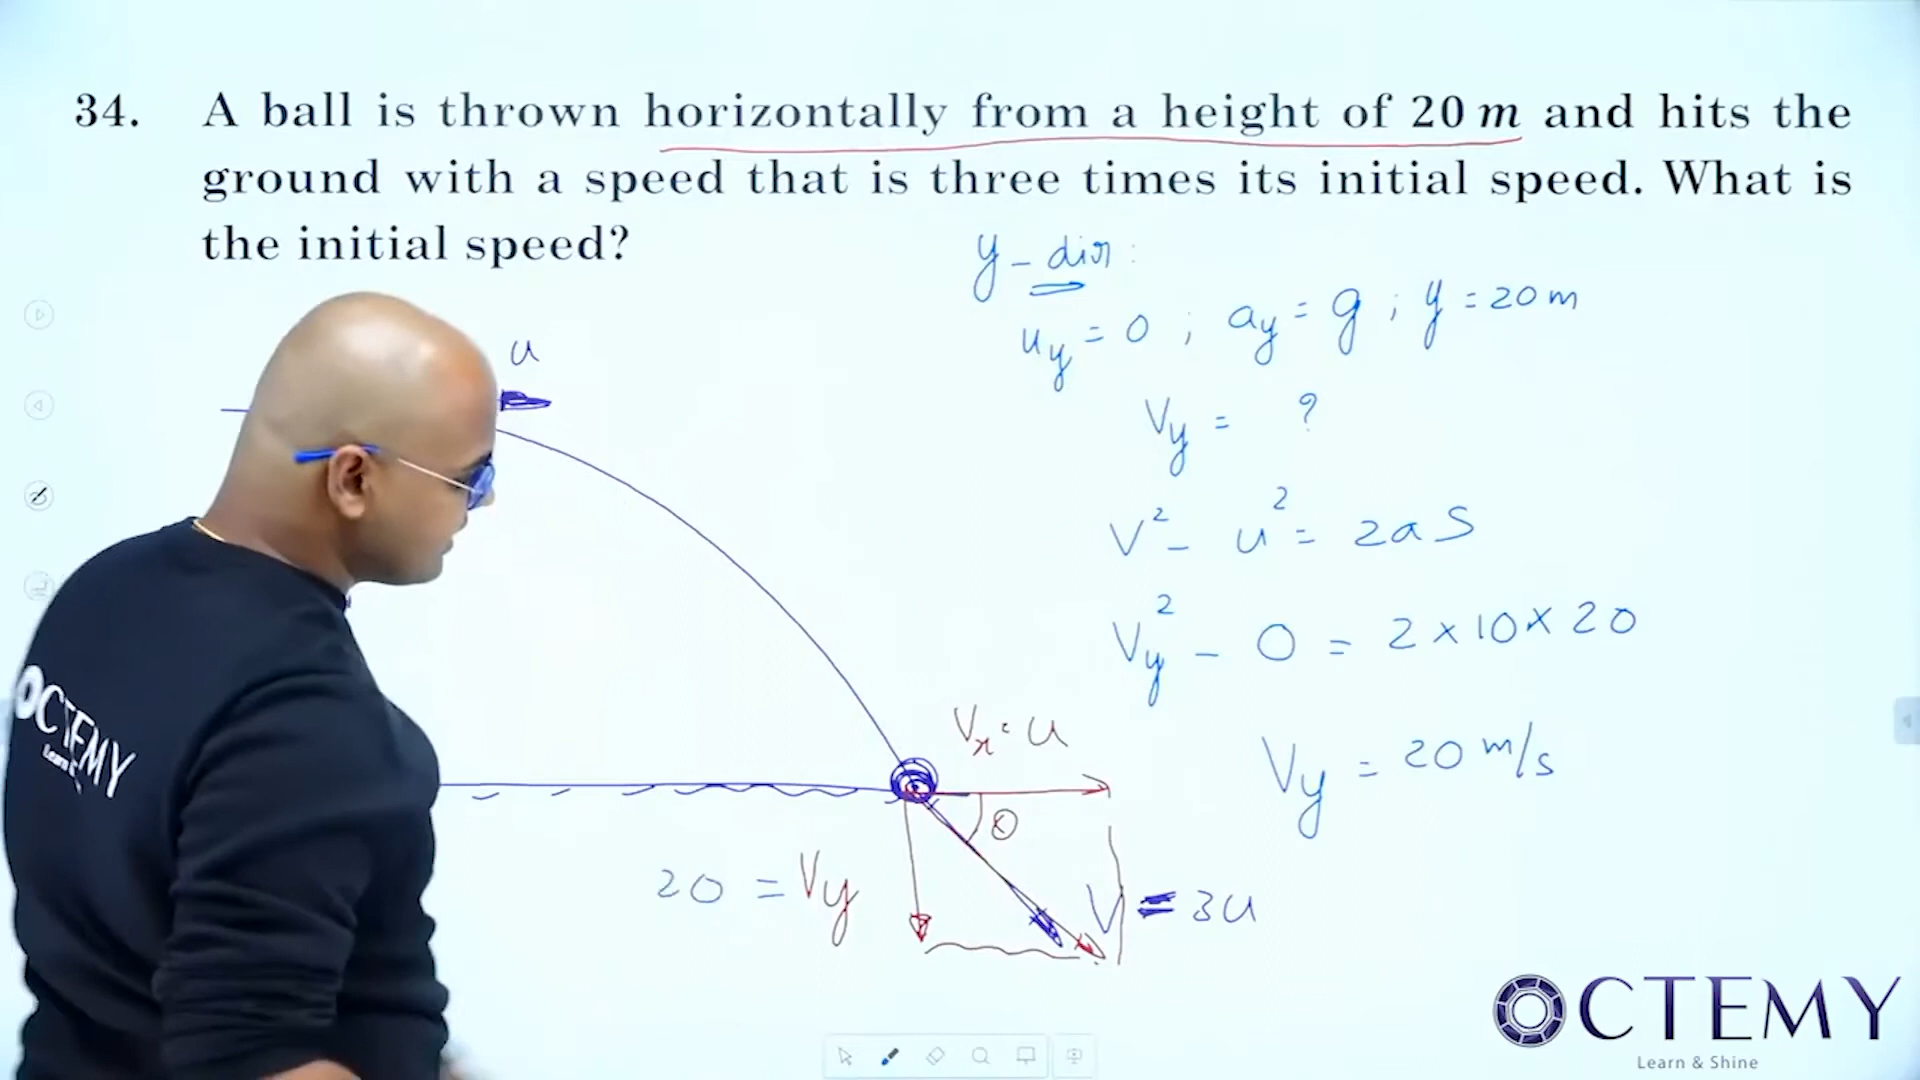 34. A ball is thrown horizontally from a height of 20 m and hits the
ground with a speed that is three times its initial speed. What is
the initial speed?
y - dir :
u_y = 0 ; a_y = g ; y = 20 m
V_y = ?
V² - u² = 2aS
V_y² - 0 = 2 × 10 × 20
V_y = 20 m/s
u
V_x = u
θ
20 = V_y
V = 3u
OCTEMY
OCTEMY
Learn & Shine